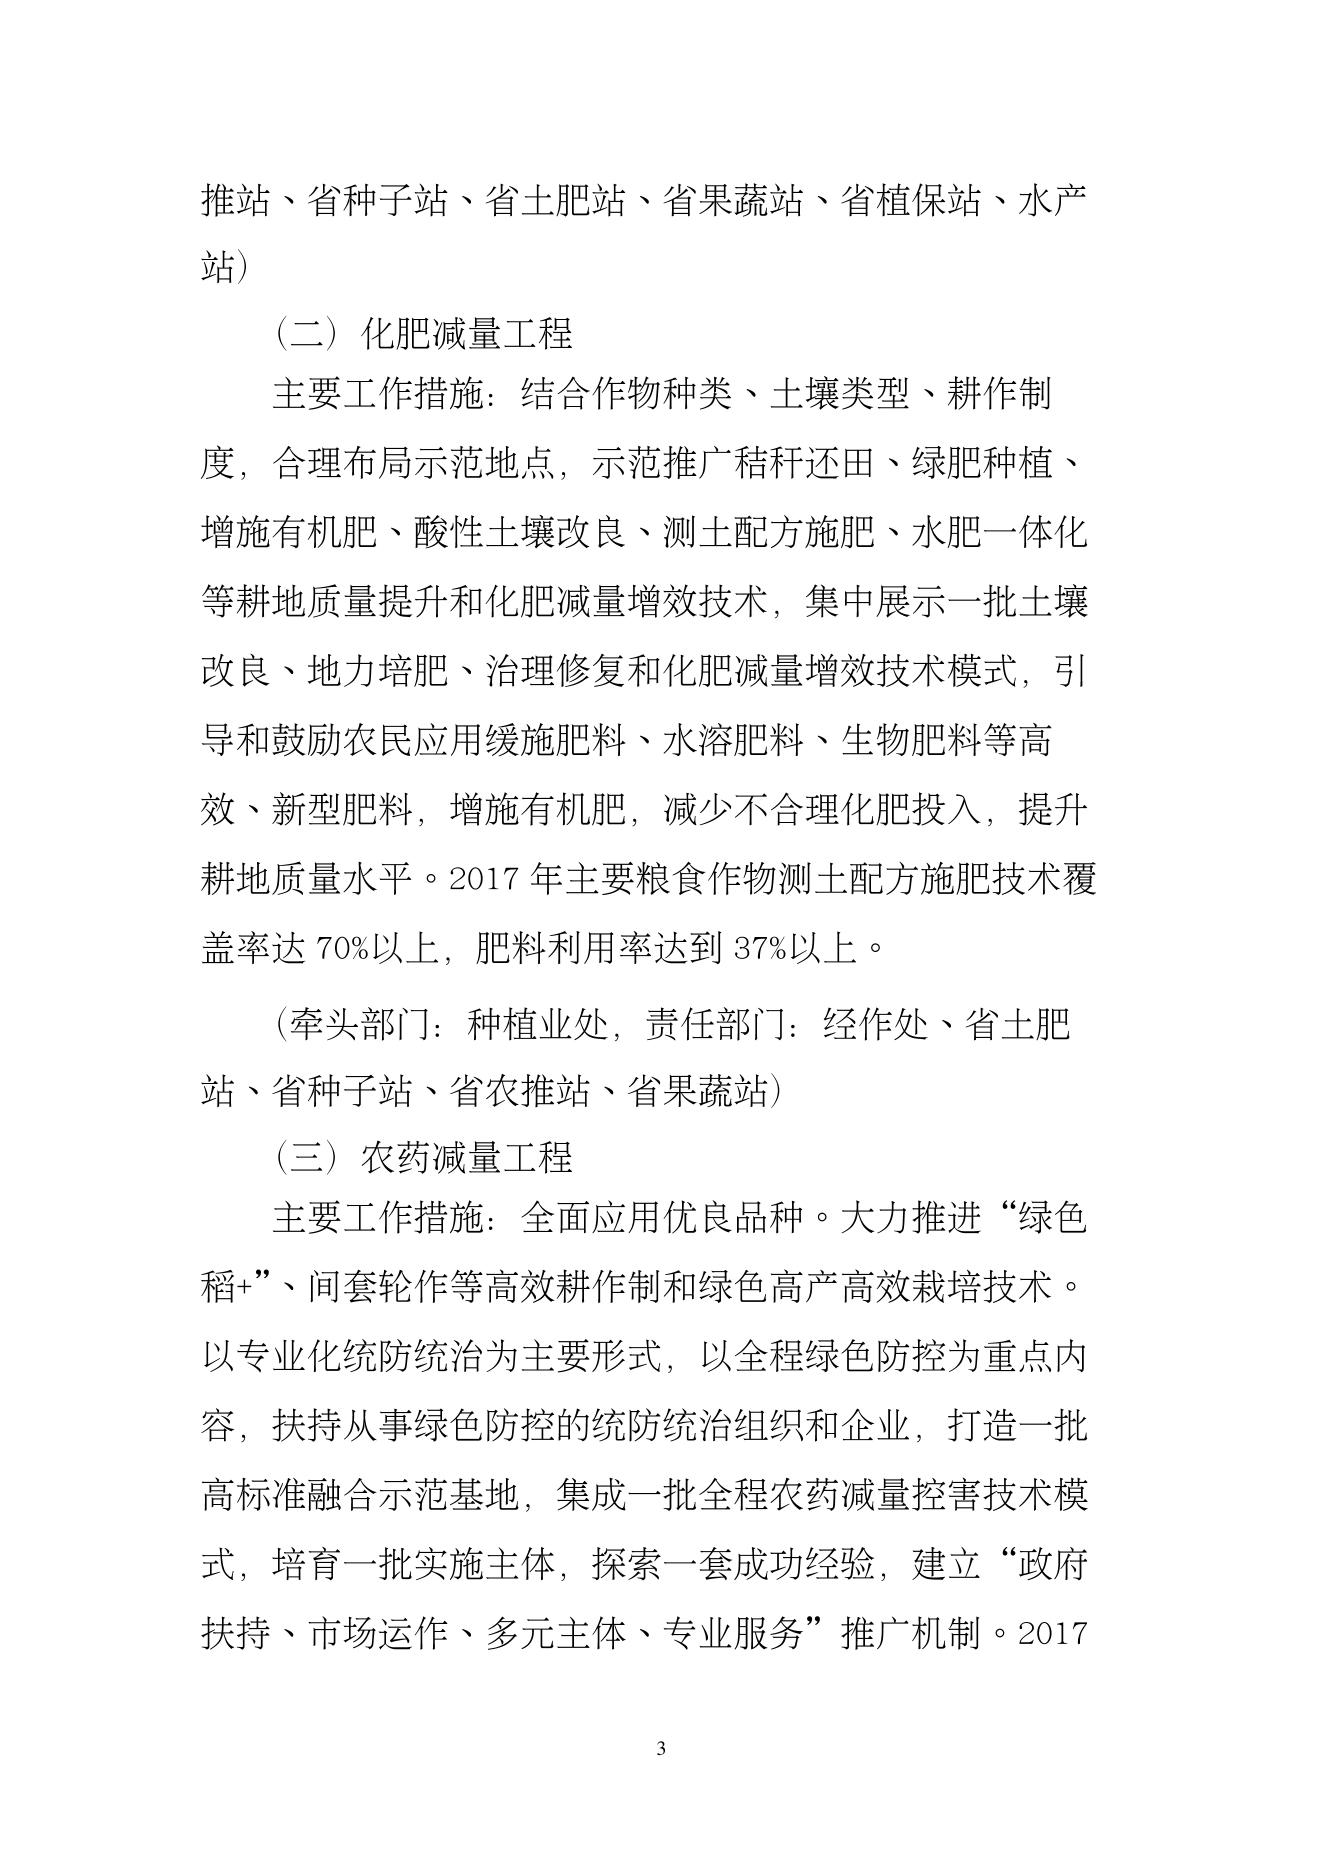 推站、省种子站、省土肥站、省果蔬站、省植保站、水产
站）
（二）化肥减量工程
主要工作措施：结合作物种类、土壤类型、耕作制
度，合理布局示范地点，示范推广秸秆还田、绿肥种植、
增施有机肥、酸性土壤改良、测土配方施肥、水肥一体化
等耕地质量提升和化肥减量增效技术，集中展示一批土壤
改良、地力培肥、治理修复和化肥减量增效技术模式，引
导和鼓励农民应用缓施肥料、水溶肥料、生物肥料等高
效、新型肥料，增施有机肥，减少不合理化肥投入，提升
耕地质量水平。2017 年主要粮食作物测土配方施肥技术覆
盖率达 70%以上，肥料利用率达到 37%以上。
（牵头部门：种植业处，责任部门：经作处、省土肥
站、省种子站、省农推站、省果蔬站）
（三）农药减量工程
主要工作措施：全面应用优良品种。大力推进“绿色
稻+”、间套轮作等高效耕作制和绿色高产高效栽培技术。
以专业化统防统治为主要形式，以全程绿色防控为重点内
容，扶持从事绿色防控的统防统治组织和企业，打造一批
高标准融合示范基地，集成一批全程农药减量控害技术模
式，培育一批实施主体，探索一套成功经验，建立“政府
扶持、市场运作、多元主体、专业服务”推广机制。2017
3